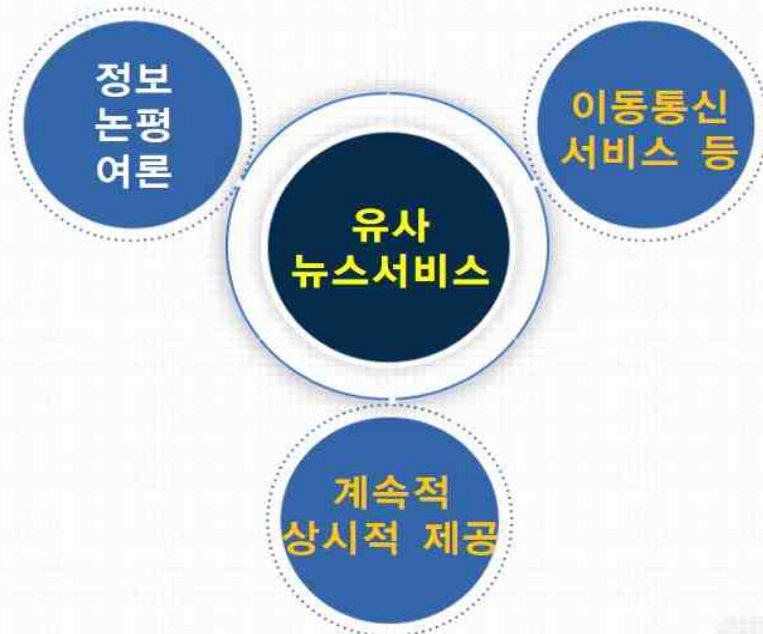 정보
논평
여론
이동통신
서비스 등
유사
뉴스서비스
계속적
상시적 제공